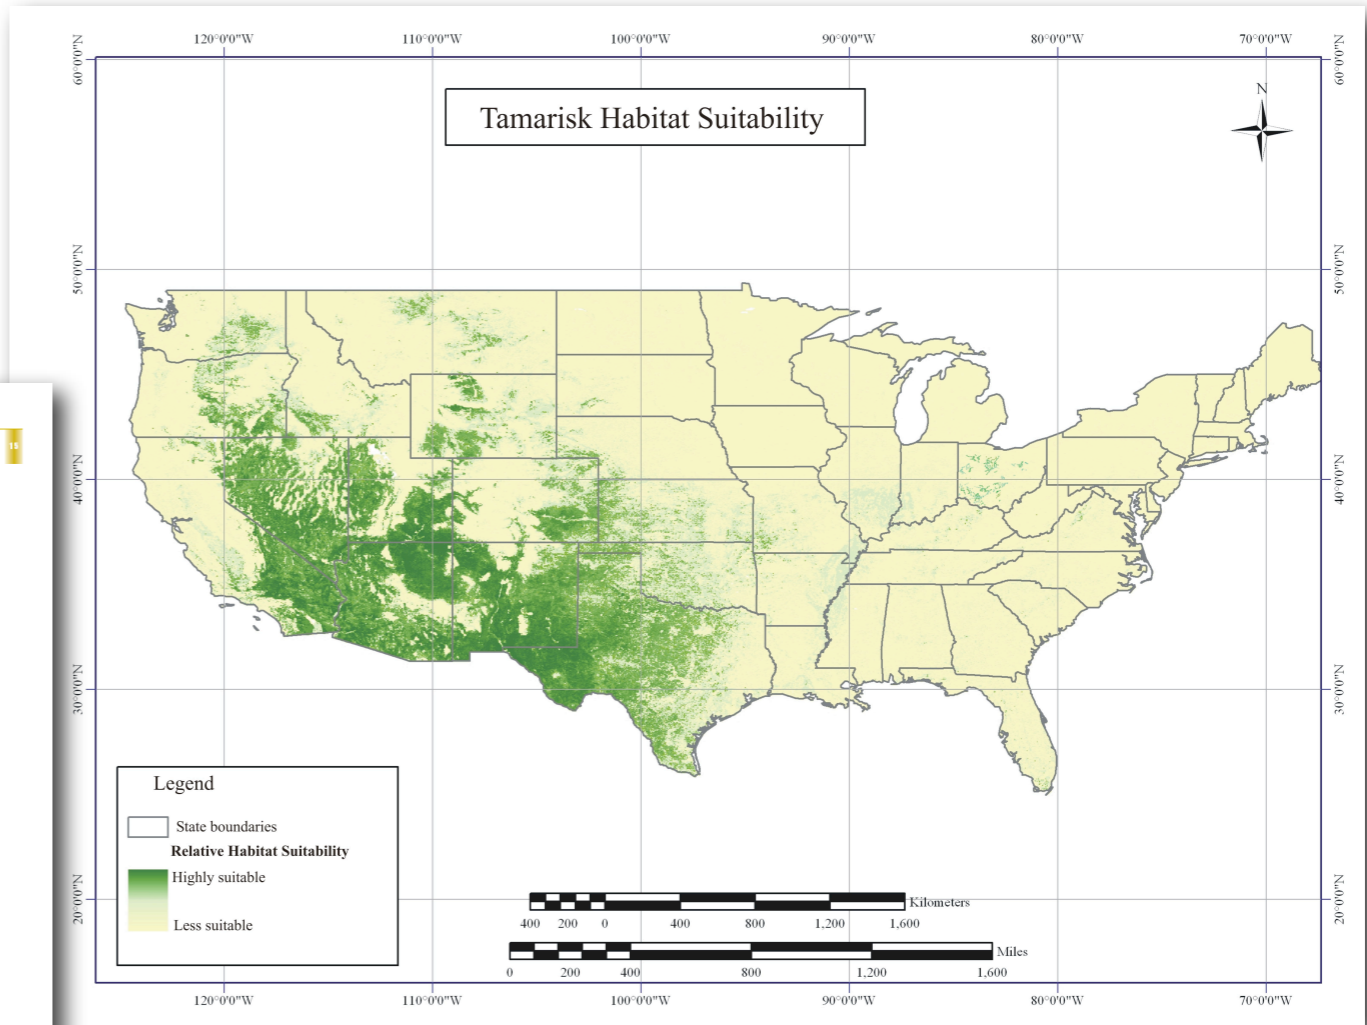 120°0'0"W 110°0'0"W 100°0'0"W 90°0'0"W 80°0'0"W 70°0'0"W
60°0'0"N 60°0'0"N
Tamarisk Habitat Suitability
N
50°0'0"N 50°0'0"N
15
40°0'0"N 40°0'0"N
30°0'0"N 30°0'0"N
Legend
State boundaries
Relative Habitat Suitability
Highly suitable
Less suitable
20°0'0"N 20°0'0"N
Kilometers
400 200 0 400 800 1,200 1,600
Miles
0 200 400 800 1,200 1,600
120°0'0"W 110°0'0"W 100°0'0"W 90°0'0"W 80°0'0"W 70°0'0"W